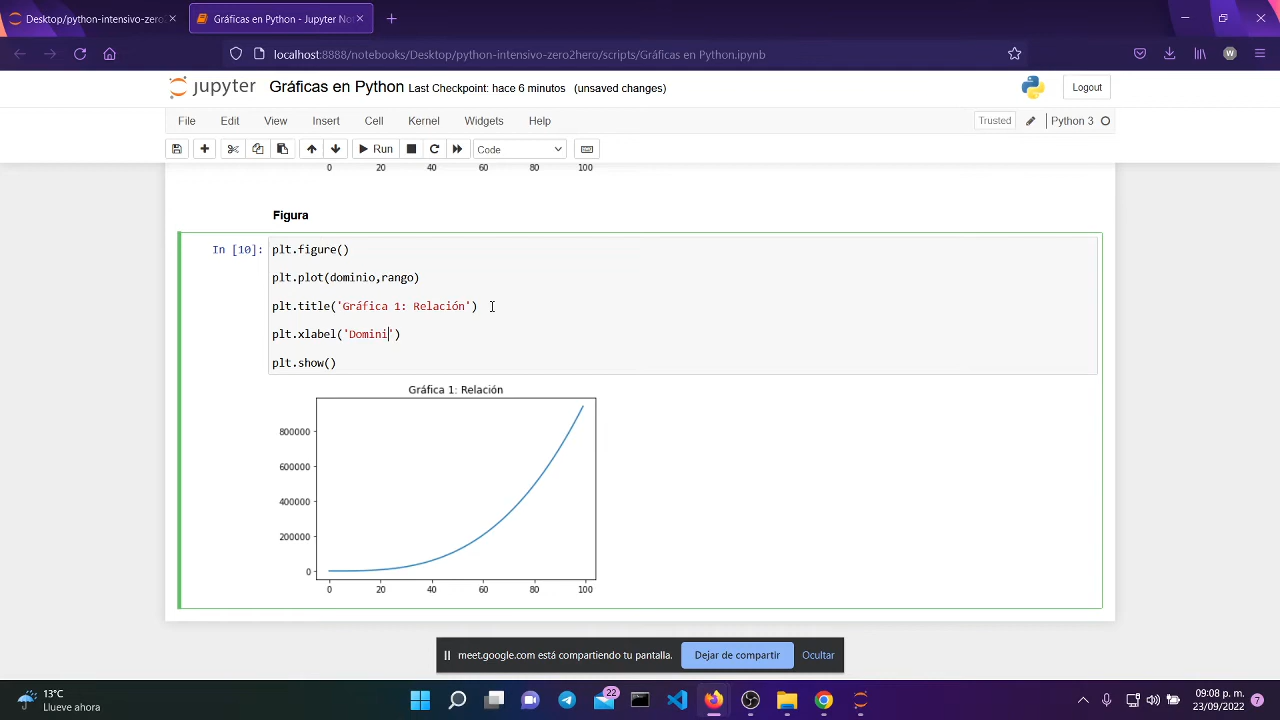 Desktop/python-intensivo-zero
Gráficas en Python - Jupyter Not
localhost:8888/notebooks/Desktop/python-intensivo-zero2hero/scripts/Gráficas en Python.ipynb
W
jupyter Gráficas en Python Last Checkpoint: hace 6 minutos (unsaved changes)
Logout
File Edit View Insert Cell Kernel Widgets Help
Trusted
Python 3
Run
Code
0 20 40 60 80 100
Figura
In [10]: plt.figure()
plt.plot(dominio,rango)
plt.title('Gráfica 1: Relación')
plt.xlabel('Domini')
plt.show()
Gráfica 1: Relación
800000
600000
400000
200000
0
0 20 40 60 80 100
meet.google.com está compartiendo tu pantalla. Dejar de compartir Ocultar
13°C
Llueve ahora
22
09:08 p. m.
23/09/2022
7